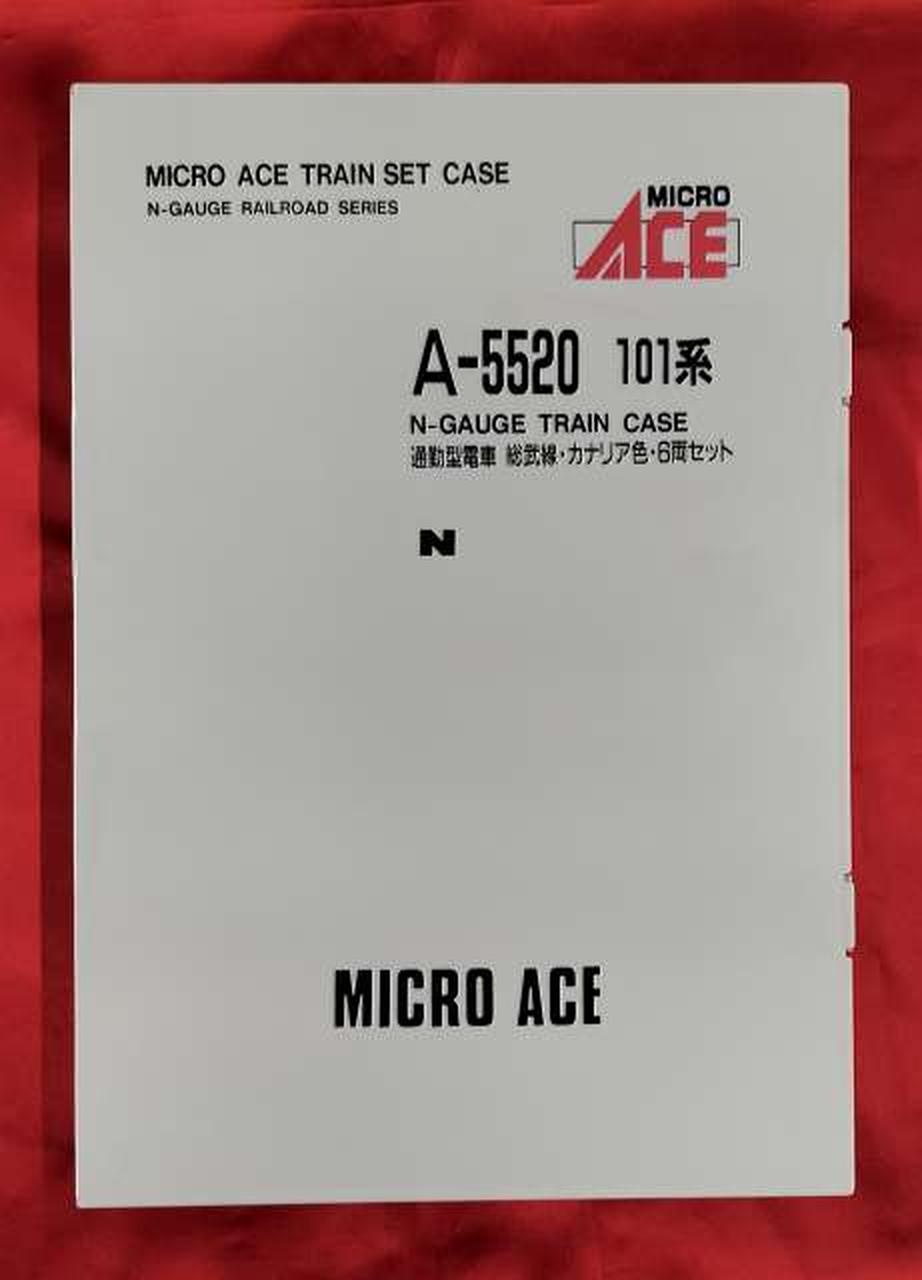 MICRO ACE TRAIN SET CASE
N-GAUGE RAILROAD SERIES
MICRO
ACE
A-5520 101系
N-GAUGE TRAIN CASE
通勤型電車 総武線・カナリア色・6両セット
N
MICRO ACE